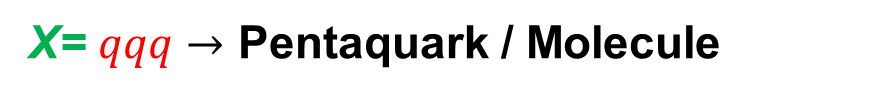 X= qqq → Pentaquark / Molecule